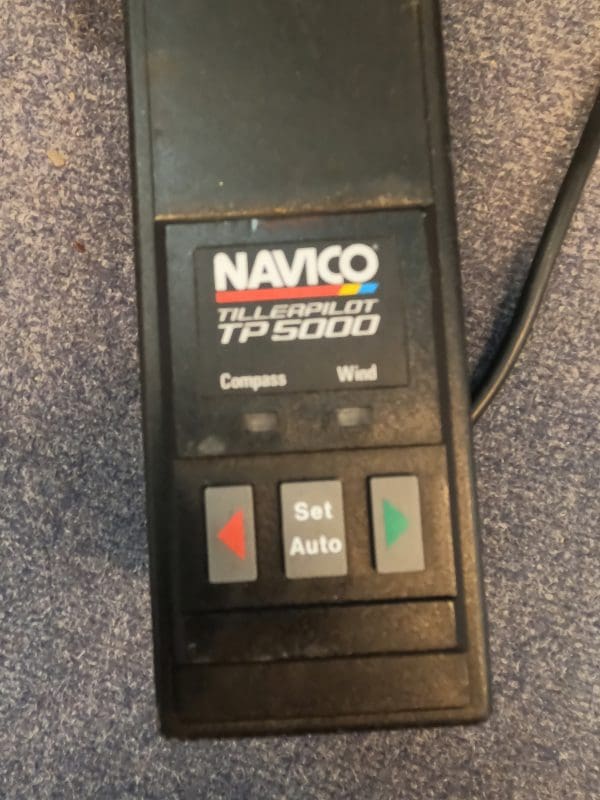 NAVICO
TILLERPILOT
TP5000
Compass Wind
Set
Auto